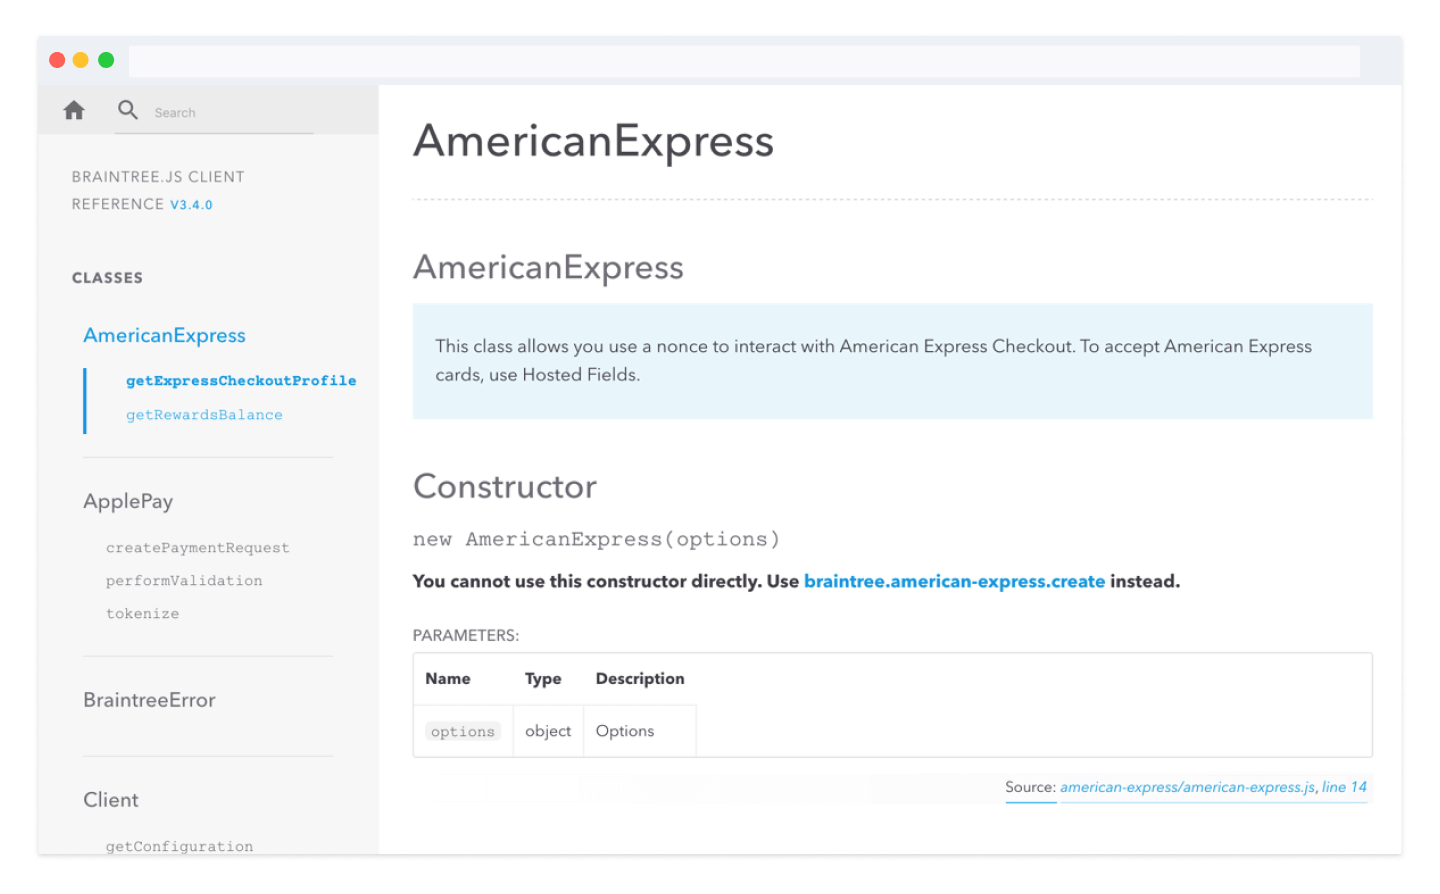 Search
BRAINTREE.JS CLIENT
REFERENCE V3.4.0
CLASSES
AmericanExpress
getExpressCheckoutProfile
getRewardsBalance
ApplePay
createPaymentRequest
performValidation
tokenize
BraintreeError
Client
getConfiguration
AmericanExpress
AmericanExpress
This class allows you use a nonce to interact with American Express Checkout. To accept American Express
cards, use Hosted Fields.
Constructor
new AmericanExpress(options)
You cannot use this constructor directly. Use braintree.american-express.create instead.
PARAMETERS:
Name Type Description
options object Options
Source: american-express/american-express.js, line 14